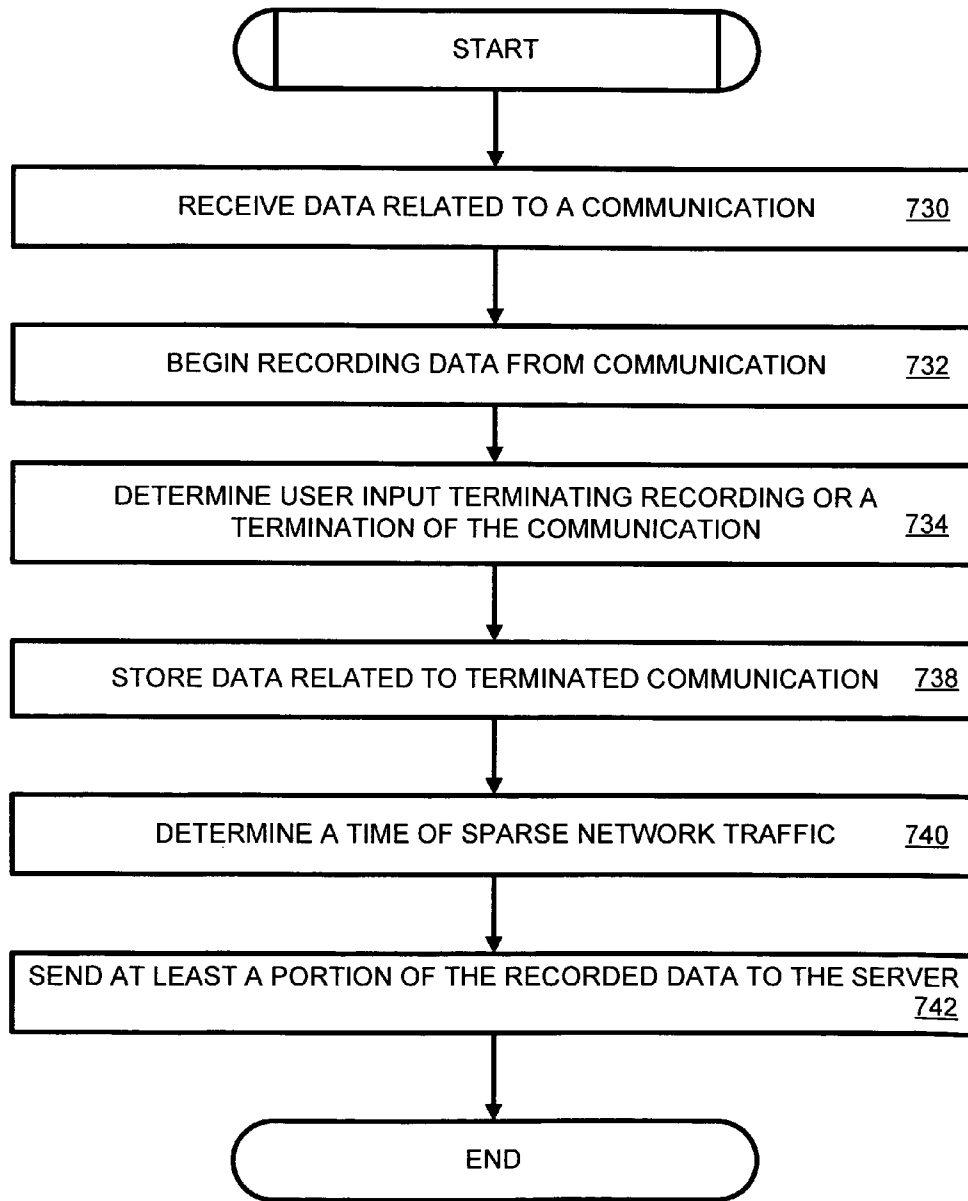 START
RECEIVE DATA RELATED TO A COMMUNICATION 730
BEGIN RECORDING DATA FROM COMMUNICATION 732
DETERMINE USER INPUT TERMINATING RECORDING OR A
TERMINATION OF THE COMMUNICATION 734
STORE DATA RELATED TO TERMINATED COMMUNICATION 738
DETERMINE A TIME OF SPARSE NETWORK TRAFFIC 740
SEND AT LEAST A PORTION OF THE RECORDED DATA TO THE SERVER
742
END